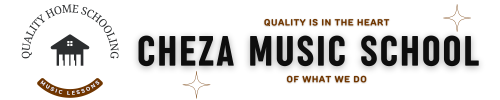 QUALITY HOME SCHOOLING
MUSIC LESSONS
QUALITY IS IN THE HEART
CHEZA MUSIC SCHOOL
OF WHAT WE DO